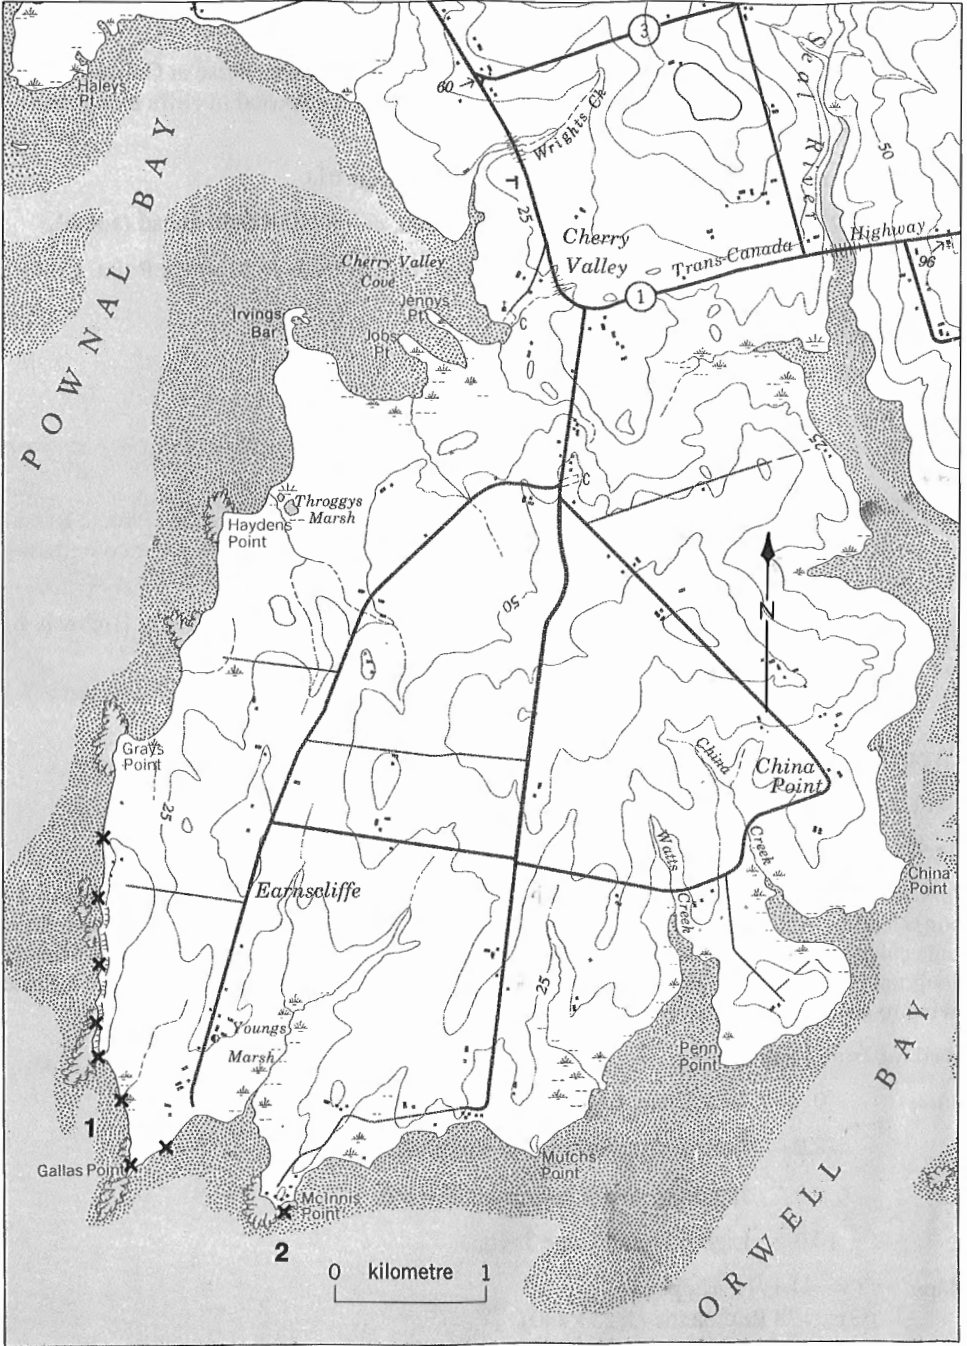 3
Haleys
Pt
60
Wrights Ck
Seal River
50
POWNAL BAY
25
Cherry
Valley
Trans-Canada Highway
96
Cherry Valley
Cove
Jennys
Pt
Irvings
Bar
Jobs
Pt
C
1
25
C
Throggys
Marsh
Haydens
Point
50
N
Grays
Point
25
China
Point
China Creek
Watts Creek
China
Point
Earnscliffe
25
Youngs
Marsh
Penn
Point
ORWELL BAY
1
Gallas Point
Mutchs
Point
McInnis
Point
2
0 kilometre 1